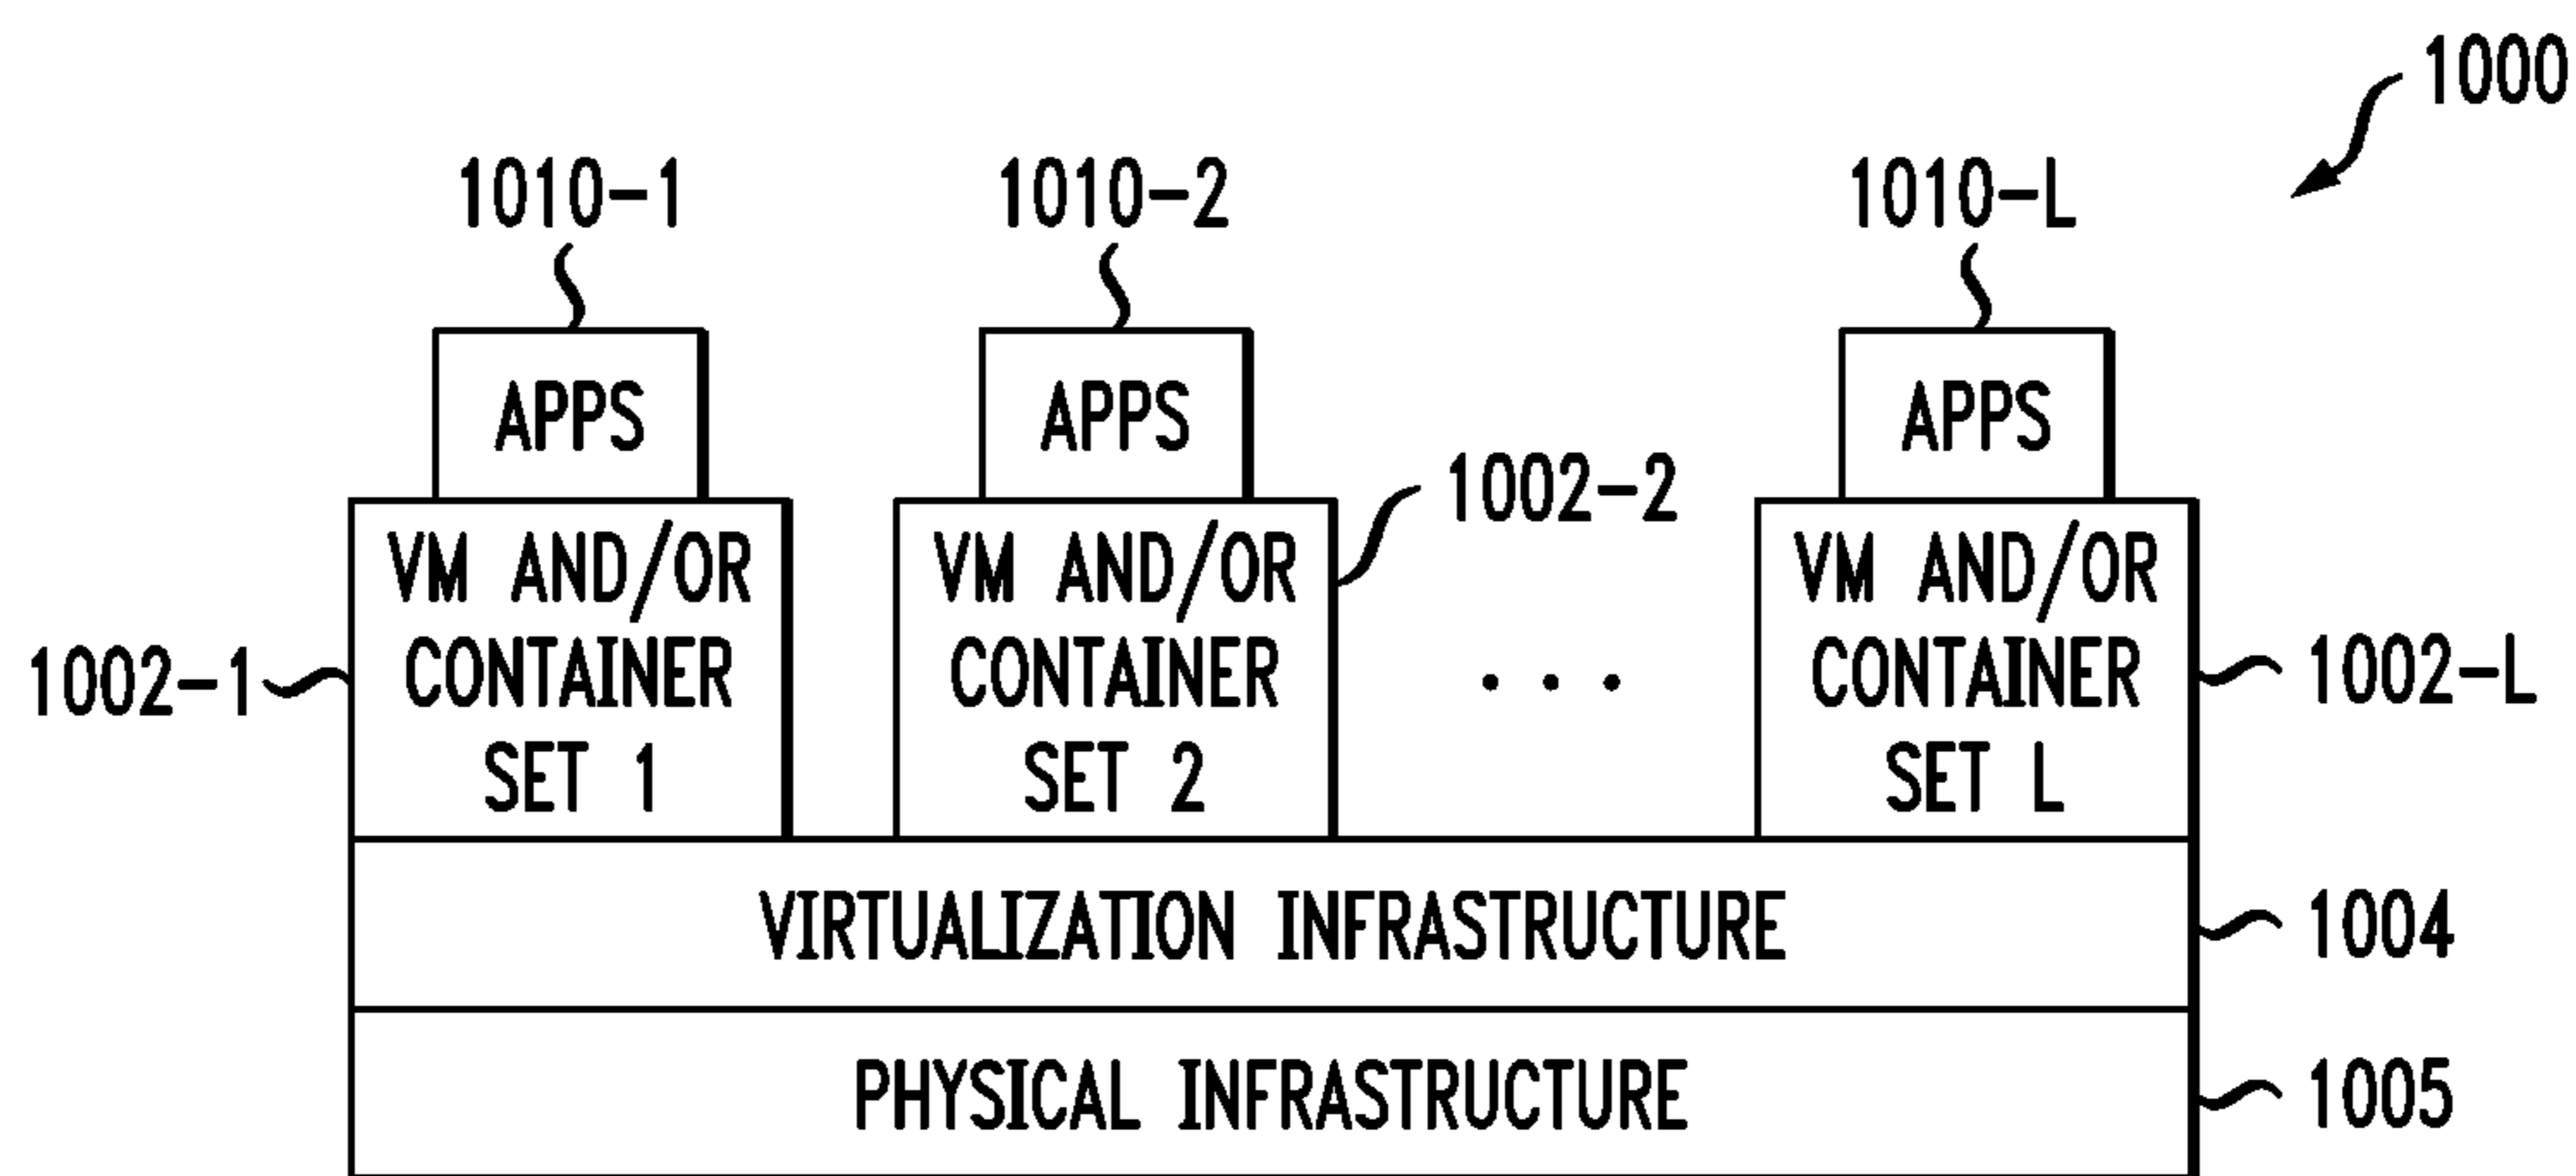 1000
1010-1
1010-2
1010-L
APPS
APPS
APPS
1002-2
VM AND/OR
CONTAINER
SET 1
VM AND/OR
CONTAINER
SET 2
. . .
VM AND/OR
CONTAINER
SET L
1002-1
1002-L
VIRTUALIZATION INFRASTRUCTURE
1004
PHYSICAL INFRASTRUCTURE
1005